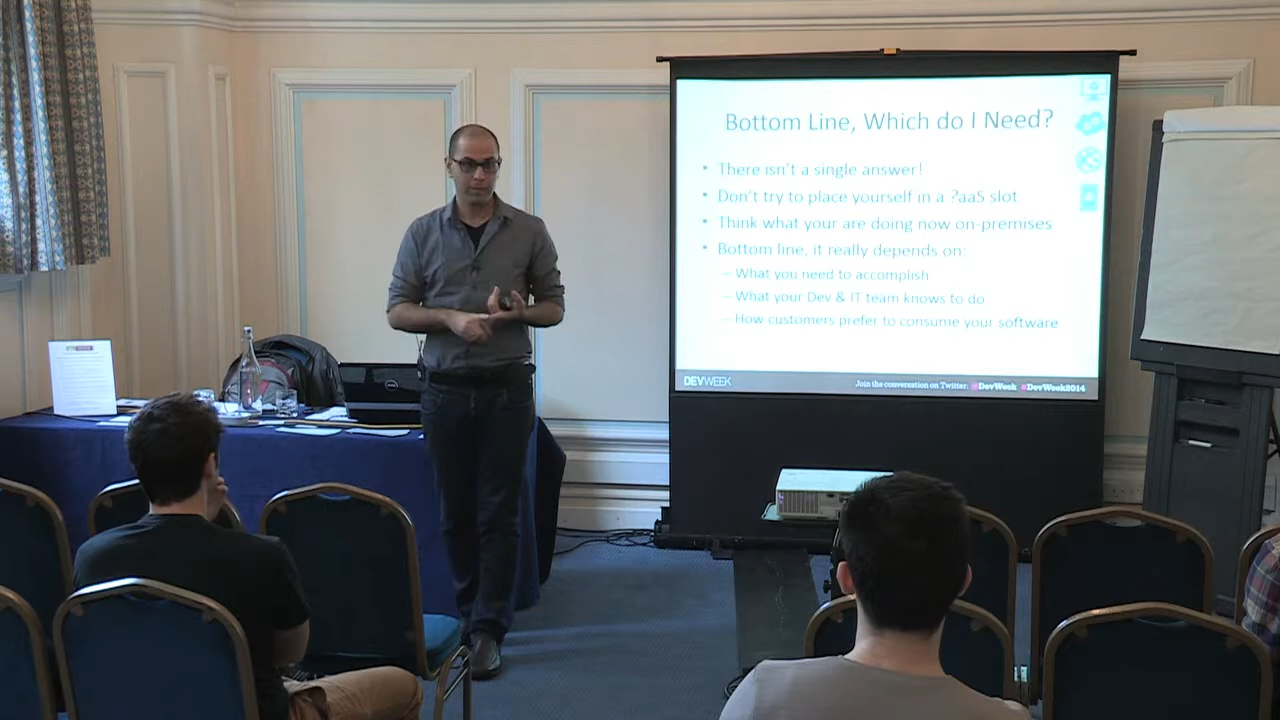 Bottom Line, Which do I Need?
• There isn't a single answer!
• Don't try to place yourself in a ?aaS slot
• Think what your are doing now on-premises
• Bottom line, it really depends on:
– What you need to accomplish
– What your Dev & IT team knows to do
– How customers prefer to consume your software
DEVWEEK
Join the conversation on Twitter: @DevWeek #DevWeek2014
DELL